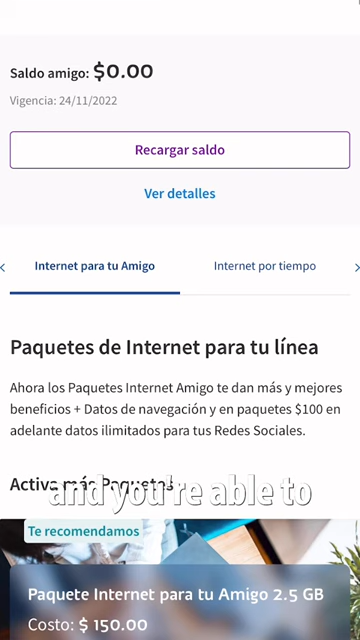 Saldo amigo: $0.00
Vigencia: 24/11/2022
Recargar saldo
Ver detalles
Internet para tu Amigo
Internet por tiempo
Paquetes de Internet para tu línea
Ahora los Paquetes Internet Amigo te dan más y mejores
beneficios + Datos de navegación y en paquetes $100 en
adelante datos ilimitados para tus Redes Sociales.
Activa más Paquetes
and you're able to
Te recomendamos
Paquete Internet para tu Amigo 2.5 GB
Costo: $ 150.00